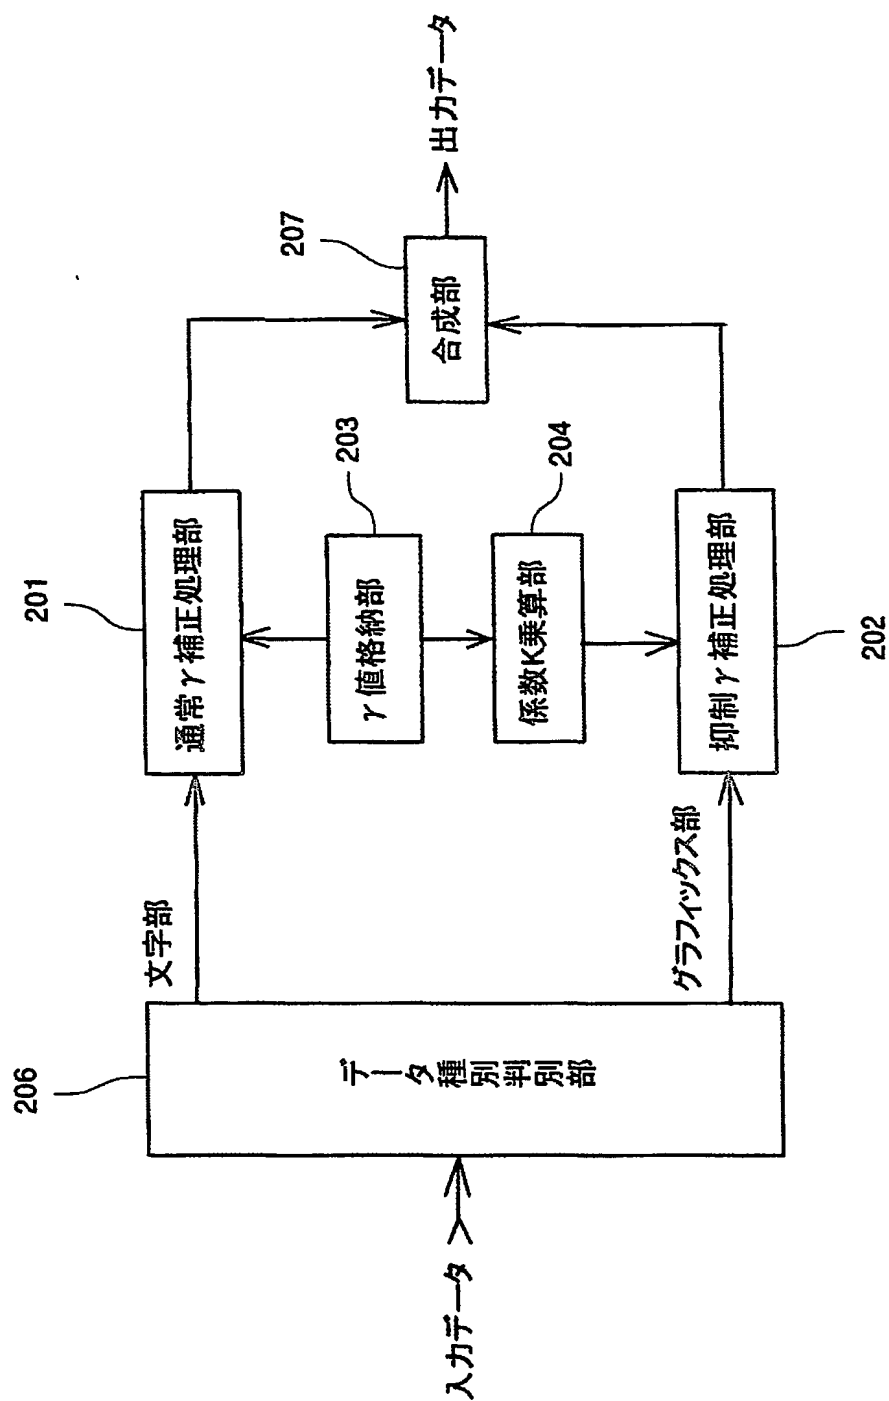 入力データ
206
データ種別判別部
文字部
グラフィックス部
201
通常γ補正処理部
203
γ値格納部
204
係数K乗算部
抑制γ補正処理部
202
207
合成部
出力データ